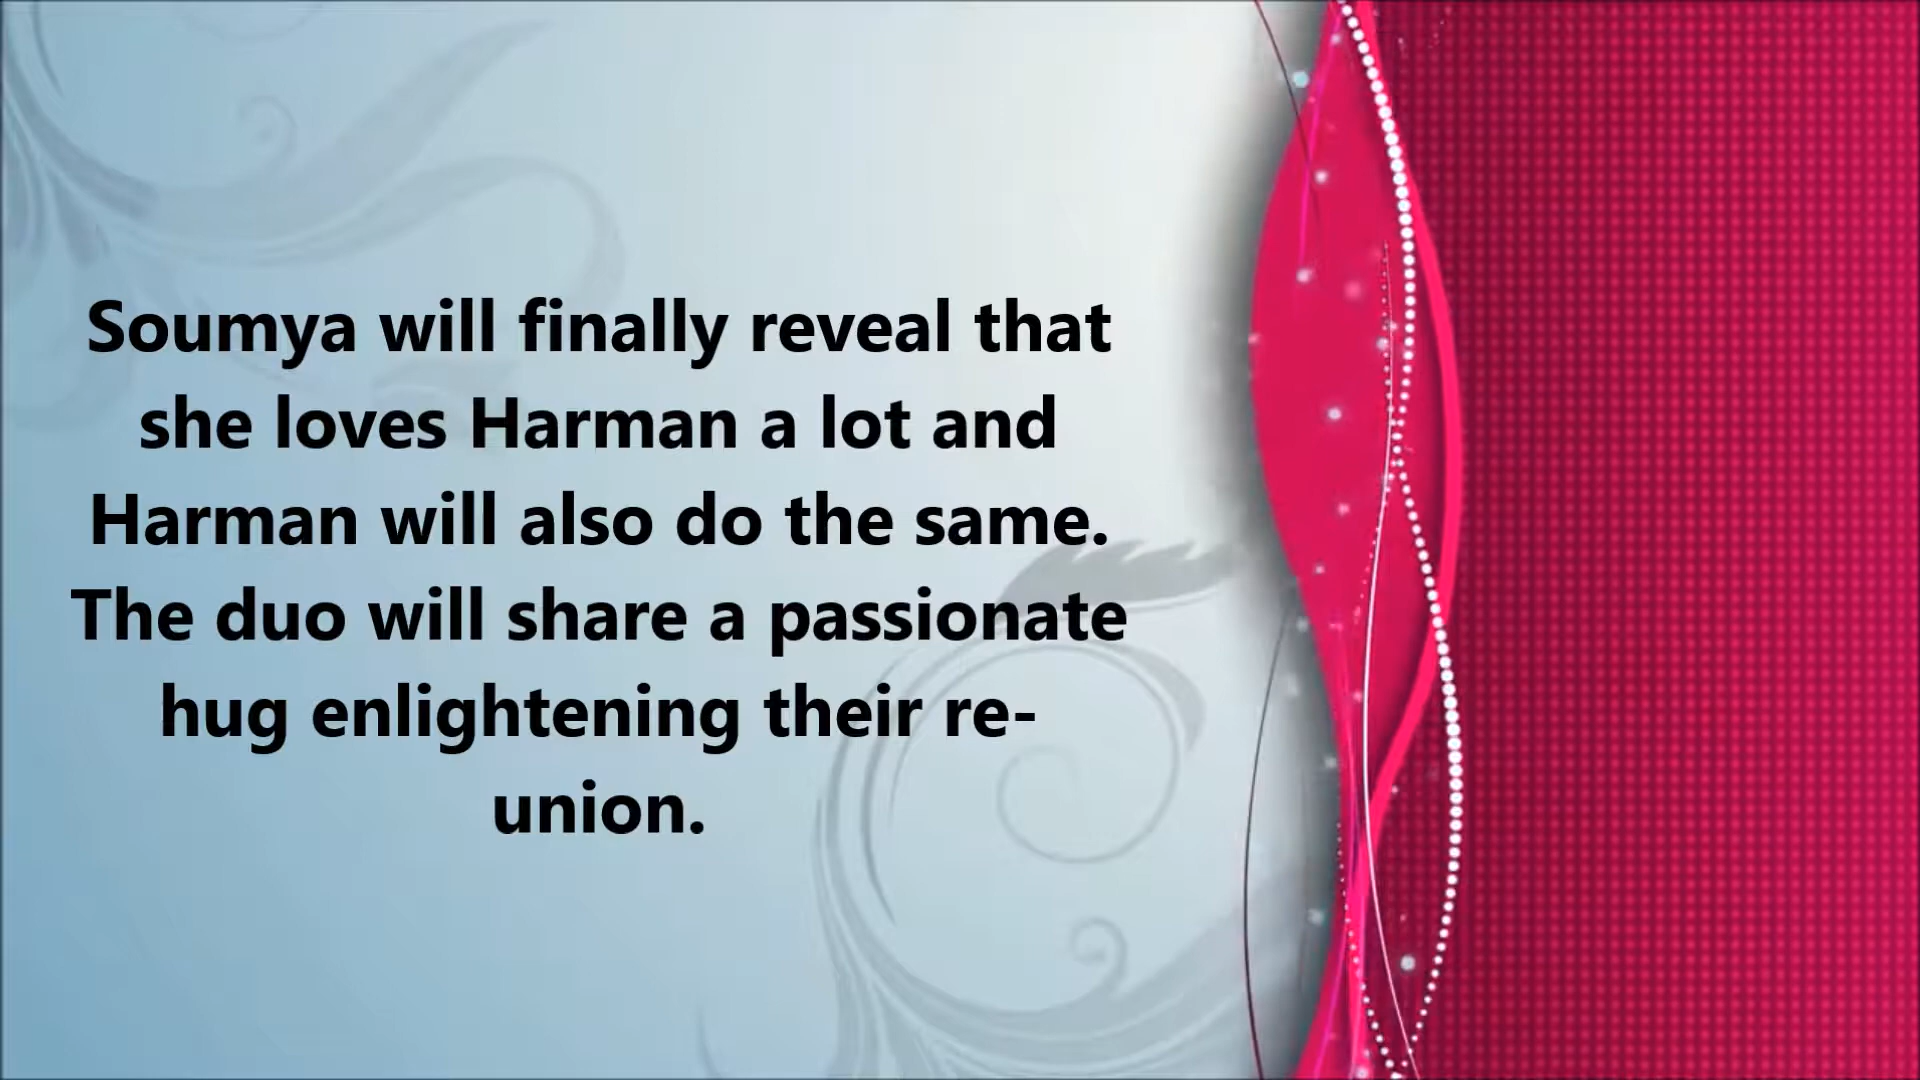 Soumya will finally reveal that
she loves Harman a lot and
Harman will also do the same.
The duo will share a passionate
hug enlightening their re-
union.